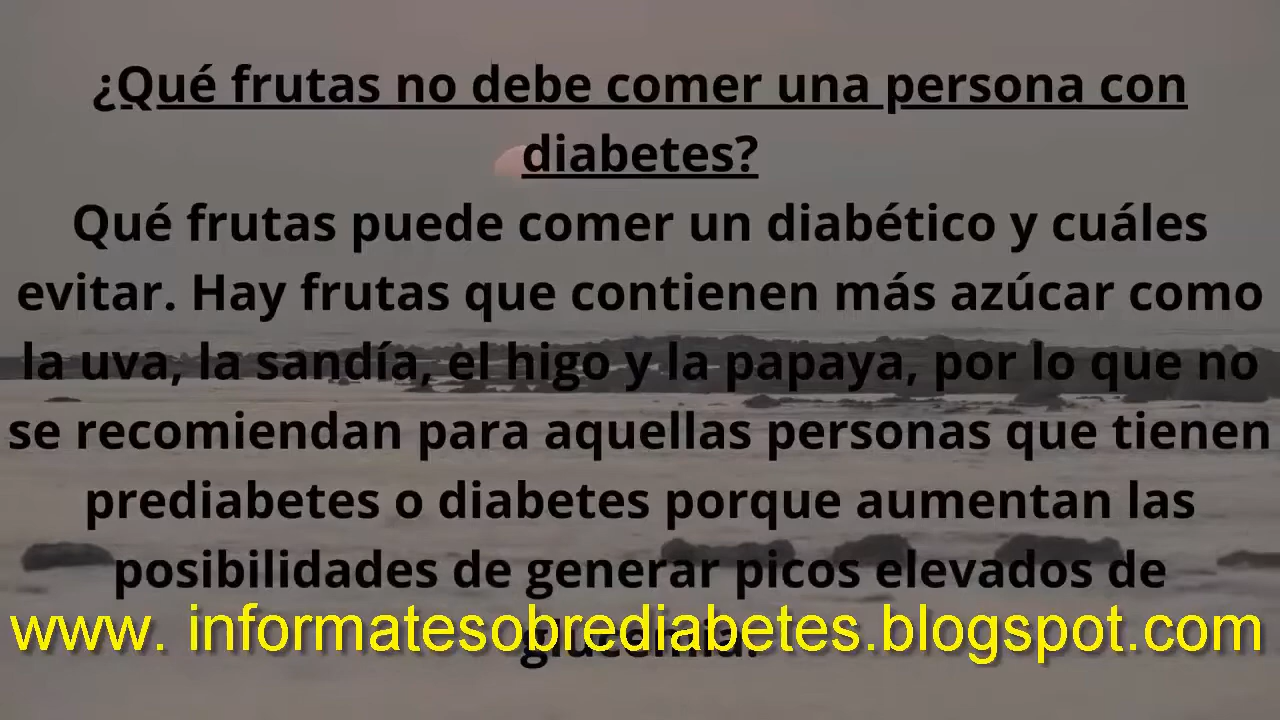 ¿Qué frutas no debe comer una persona con
diabetes?
Qué frutas puede comer un diabético y cuáles
evitar. Hay frutas que contienen más azúcar como
la uva, la sandía, el higo y la papaya, por lo que no
se recomiendan para aquellas personas que tienen
prediabetes o diabetes porque aumentan las
posibilidades de generar picos elevados de
glucemia.
www. informatesobrediabetes.blogspot.com